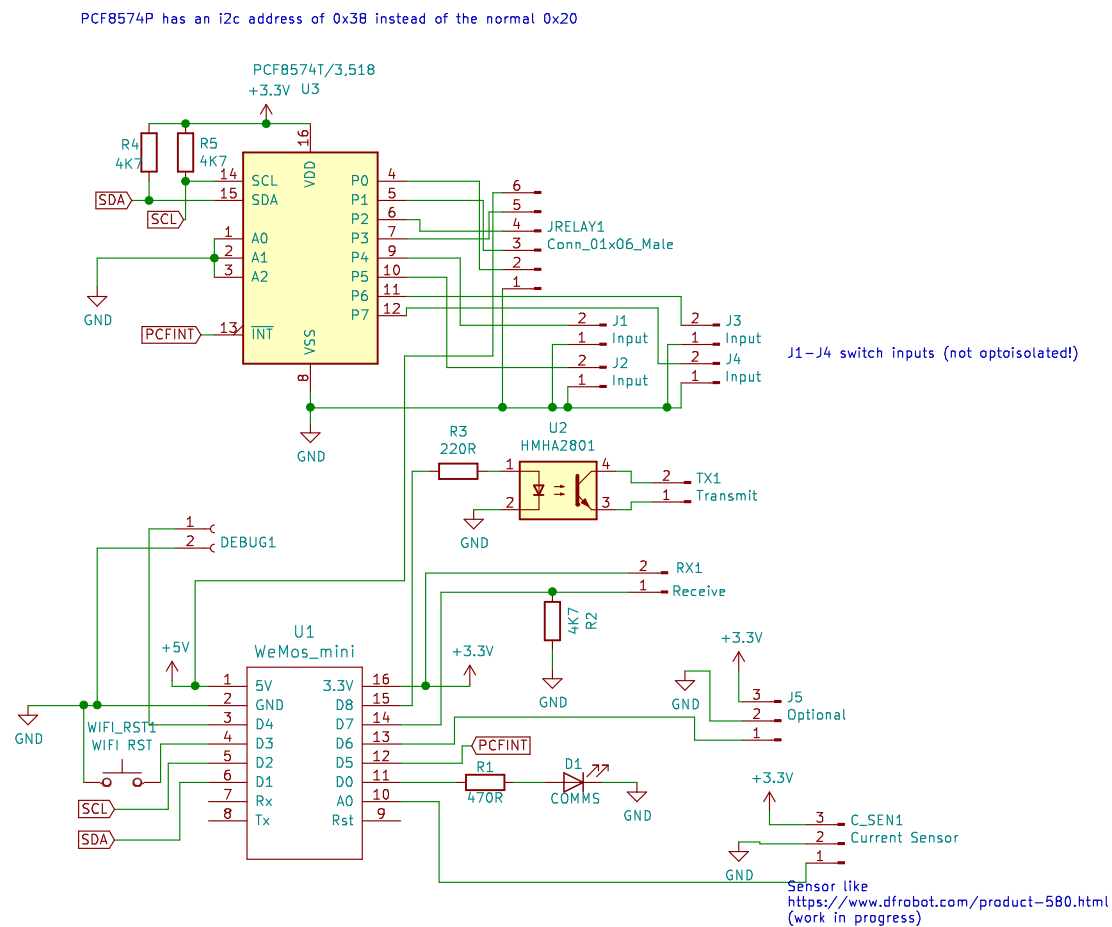 PCF8574P has an i2c address of 0x38 instead of the normal 0x20
PCF8574T/3,518
+3.3V U3
R4
4K7
R5
4K7
16
VDD
14 SCL
15 SDA
SDA
SCL
1 A0
2 A1
3 A2
GND
PCFINT
13 INT
VSS
8
GND
P0 4
P1 5
P2 6
P3 7
P4 9
P5 10
P6 11
P7 12
6
5
4
3
2
1
JRELAY1
Conn_01x06_Male
2 J1
1 Input
2 J2
1 Input
2 J3
1 Input
2 J4
1 Input
J1-J4 switch inputs (not optoisolated!)
R3
220R
U2
HMHA2801
1
2
4
3
GND
2 TX1
1 Transmit
1
2
DEBUG1
2 RX1
1 Receive
4K7
R2
GND
U1
WeMos_mini
+5V
+3.3V
1 5V
2 GND
3 D4
4 D3
5 D2
6 D1
7 Rx
8 Tx
3.3V 16
D8 15
D7 14
D6 13
D5 12
D0 11
A0 10
Rst 9
GND
WIFI_RST1
WIFI RST
SCL
SDA
PCFINT
R1
470R
D1
COMMS
GND
+3.3V
GND
3 J5
2 Optional
1
+3.3V
GND
3 C_SEN1
2 Current Sensor
1
Sensor like
https://www.dfrobot.com/product-580.html
(work in progress)